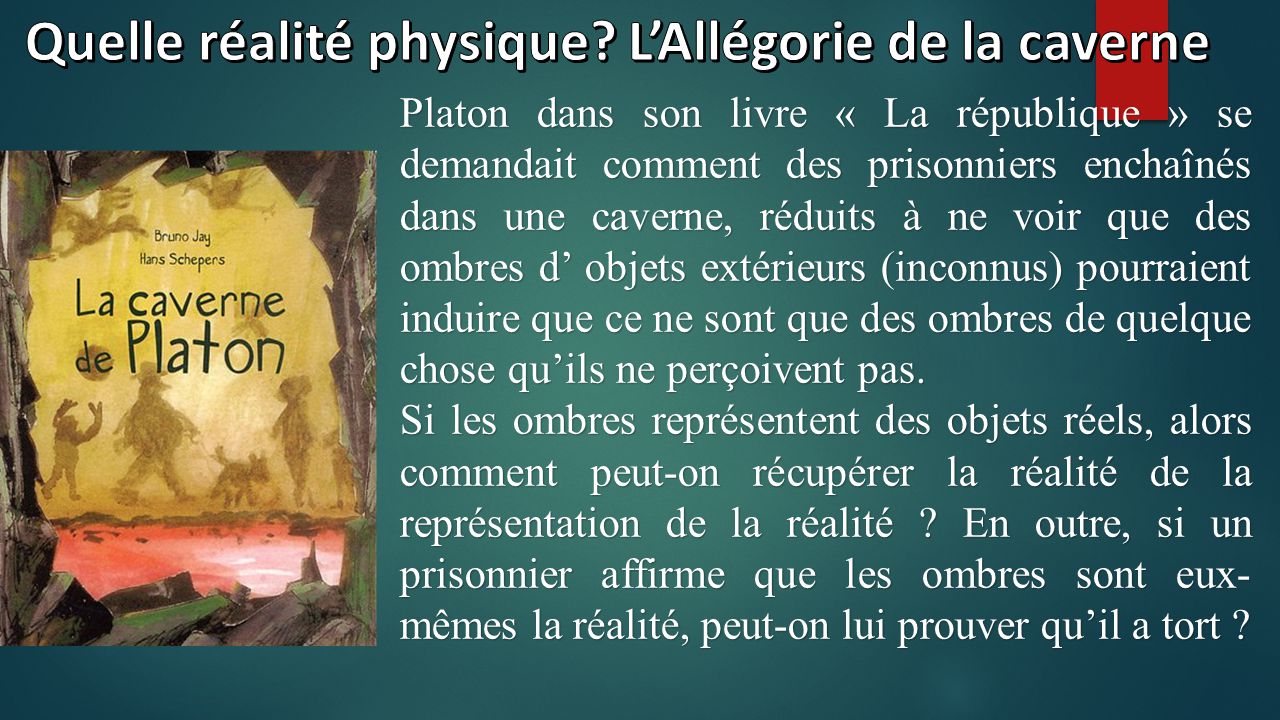 Quelle réalité physique? L’Allégorie de la caverne
Platon dans son livre « La république » se
demandait comment des prisonniers enchaînés
dans une caverne, réduits à ne voir que des
ombres d’ objets extérieurs (inconnus) pourraient
induire que ce ne sont que des ombres de quelque
chose qu’ils ne perçoivent pas.
Si les ombres représentent des objets réels, alors
comment peut-on récupérer la réalité de la
représentation de la réalité ? En outre, si un
prisonnier affirme que les ombres sont eux-
mêmes la réalité, peut-on lui prouver qu’il a tort ?
Bruno Jay
Hans Schepers
La caverne
de Platon